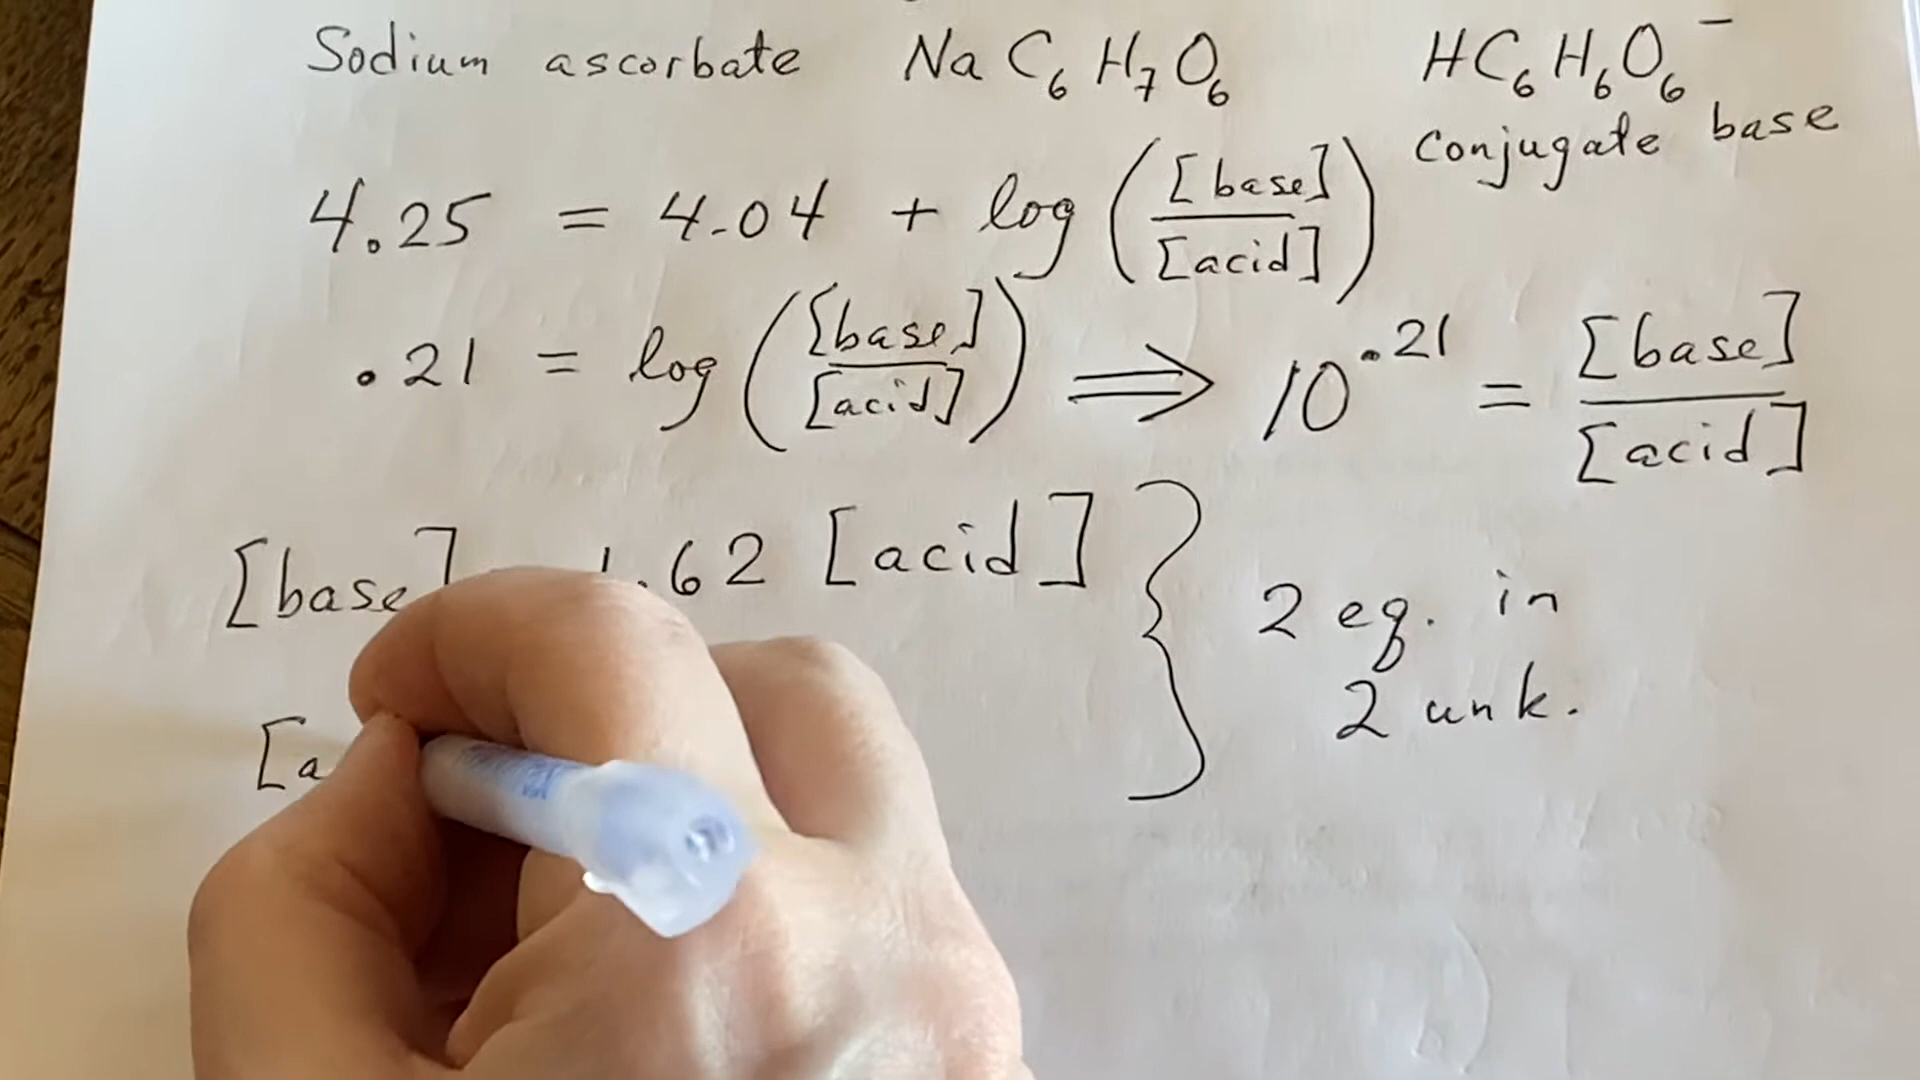 Sodium ascorbate NaC₆H₇O₆ HC₆H₆O₆⁻
conjugate base
4.25 = 4.04 + log([base]/[acid])
.21 = log([base]/[acid]) ⟹ 10^.21 = [base]/[acid]
[base] 1.62 [acid] } 2 eq. in
2 unk.
[a